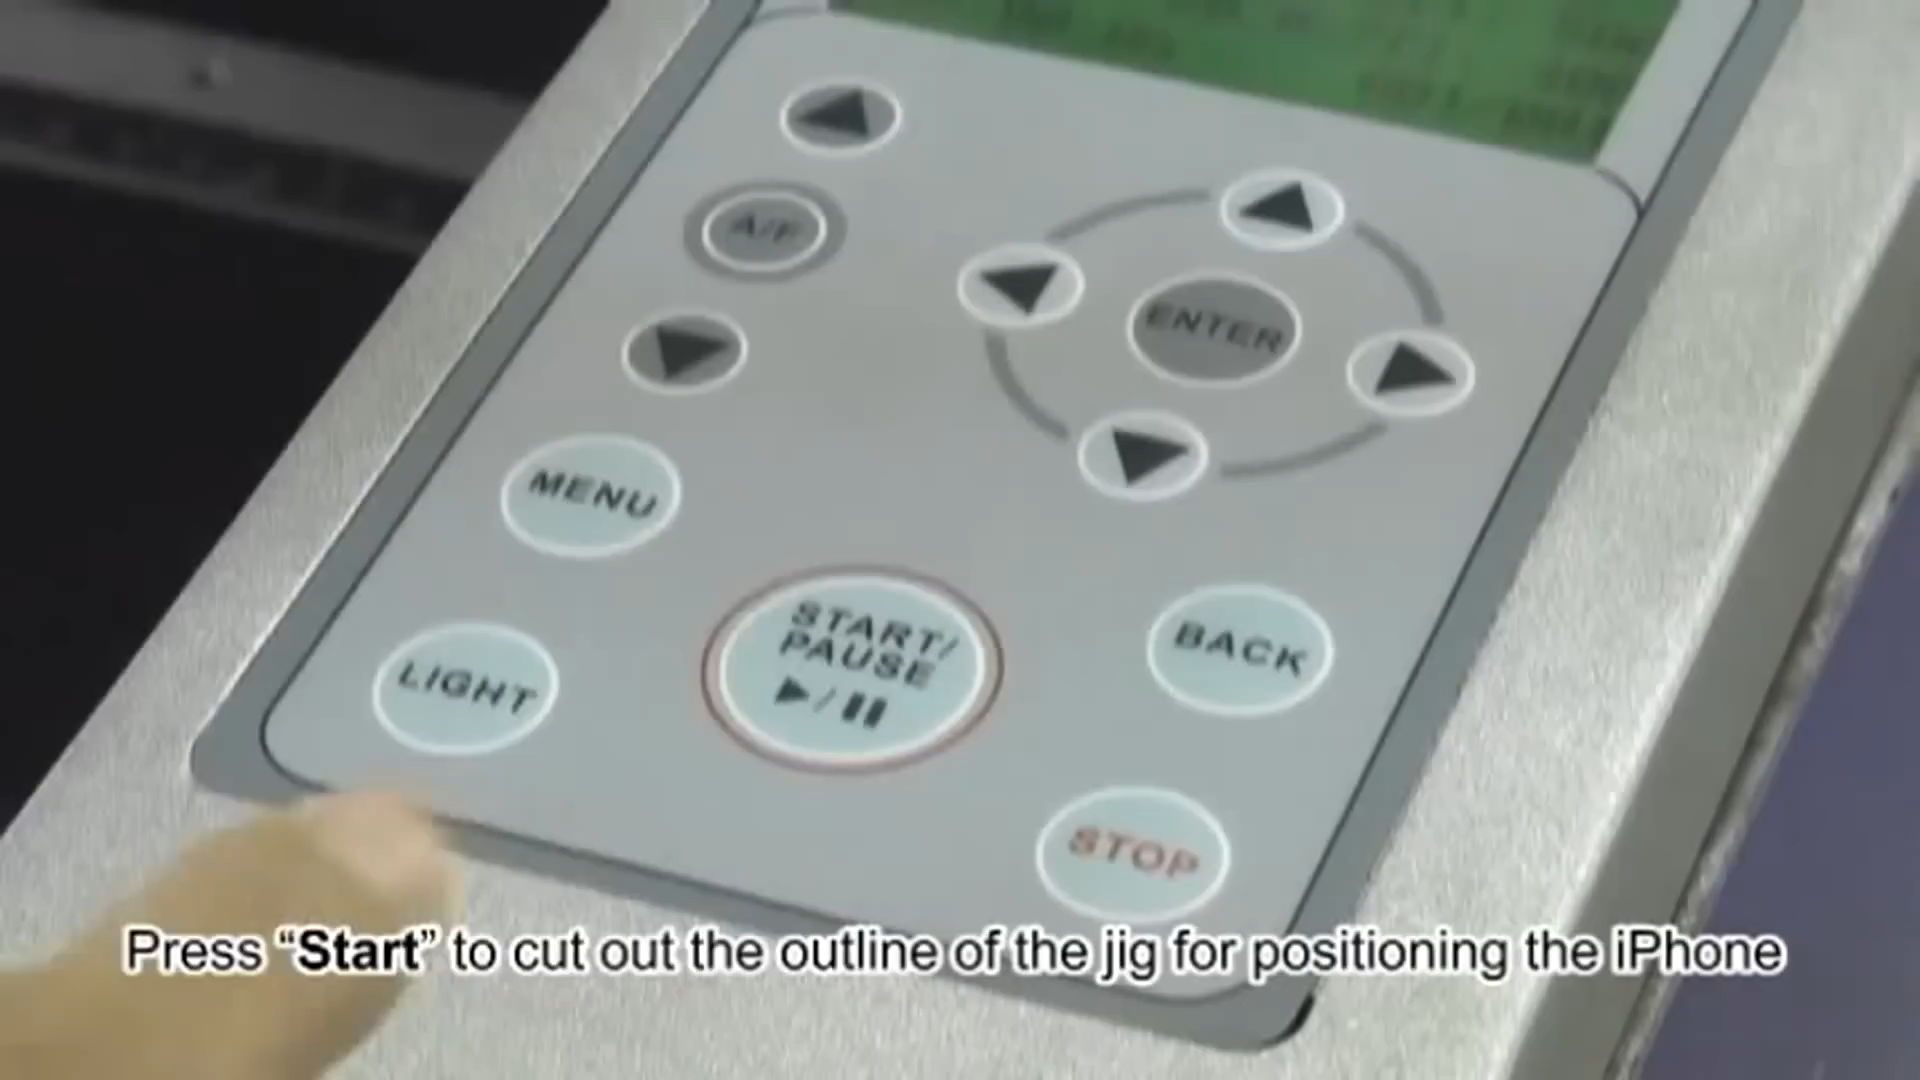 A/F
ENTER
MENU
START/
PAUSE
LIGHT
BACK
STOP
Press “Start” to cut out the outline of the jig for positioning the iPhone